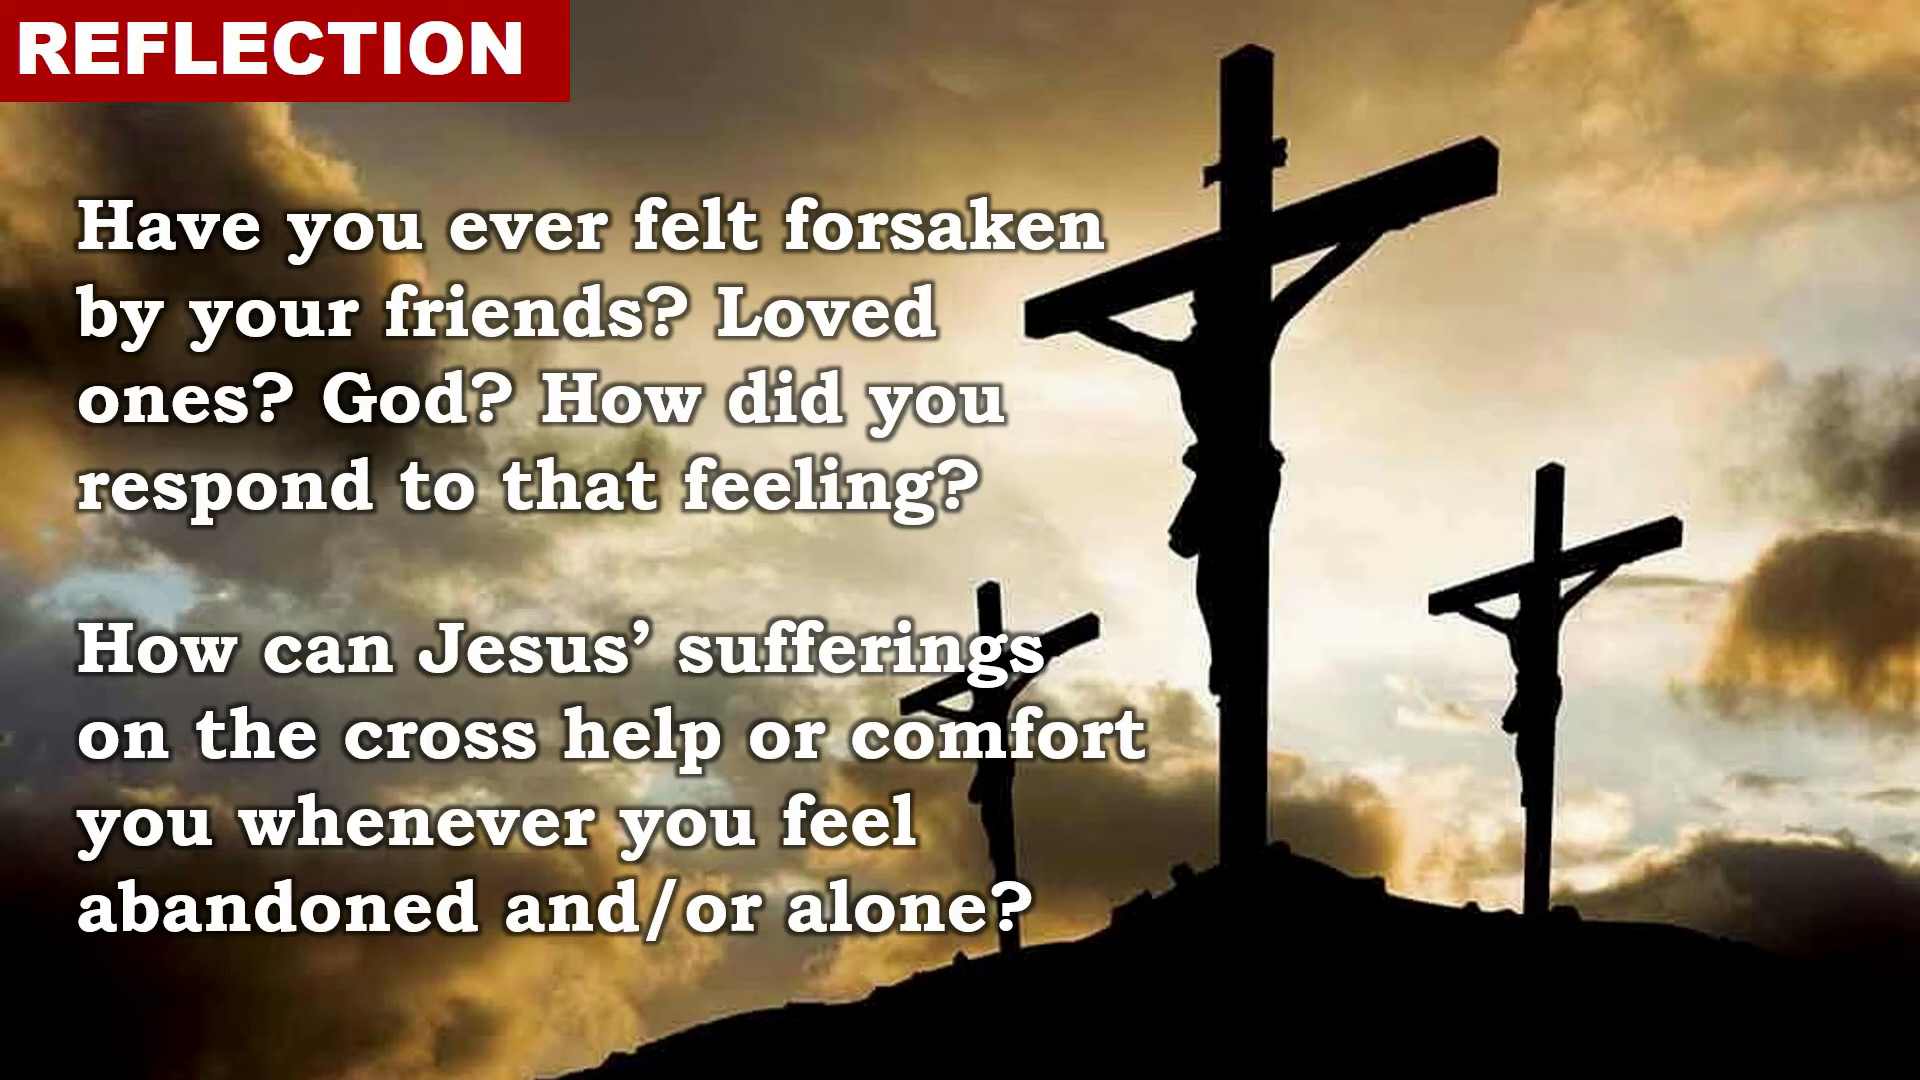 REFLECTION
Have you ever felt forsaken
by your friends? Loved
ones? God? How did you
respond to that feeling?
How can Jesus’ sufferings
on the cross help or comfort
you whenever you feel
abandoned and/or alone?